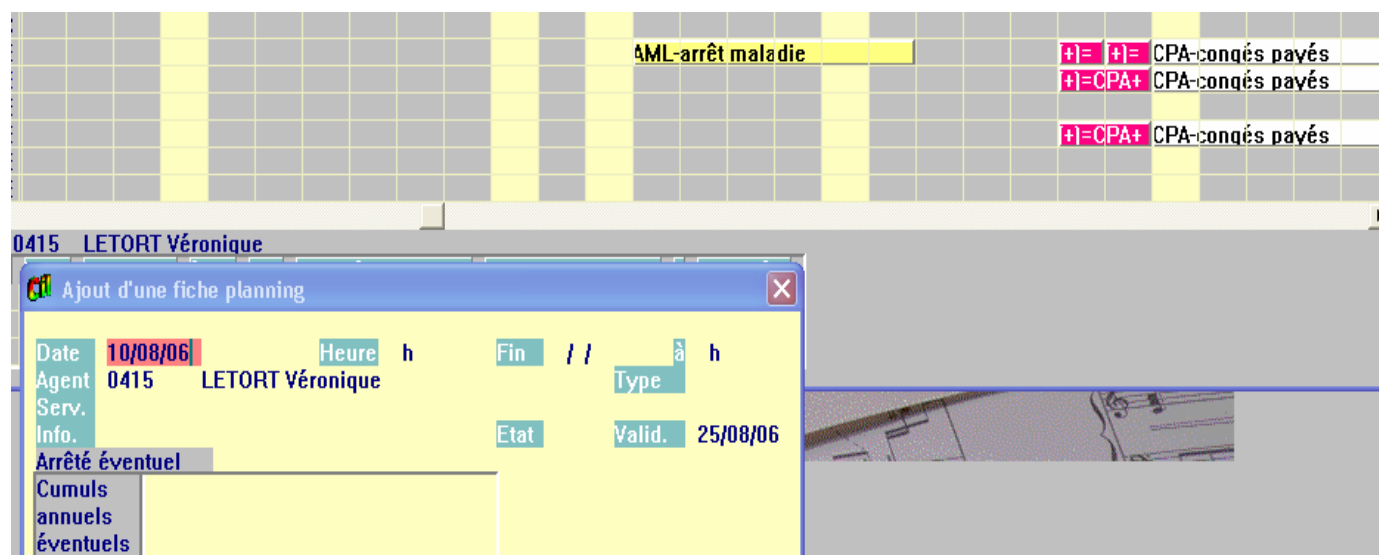 AML-arrêt maladie [+]= [+]= CPA-congés payés
[+]=CPA+ CPA-congés payés
[+]=CPA+ CPA-congés payés
0415 LETORT Véronique
Ajout d'une fiche planning
Date 10/08/06 Heure h Fin / / à h
Agent 0415 LETORT Véronique Type
Serv.
Info. Etat Valid. 25/08/06
Arrêté éventuel
Cumuls
annuels
éventuels